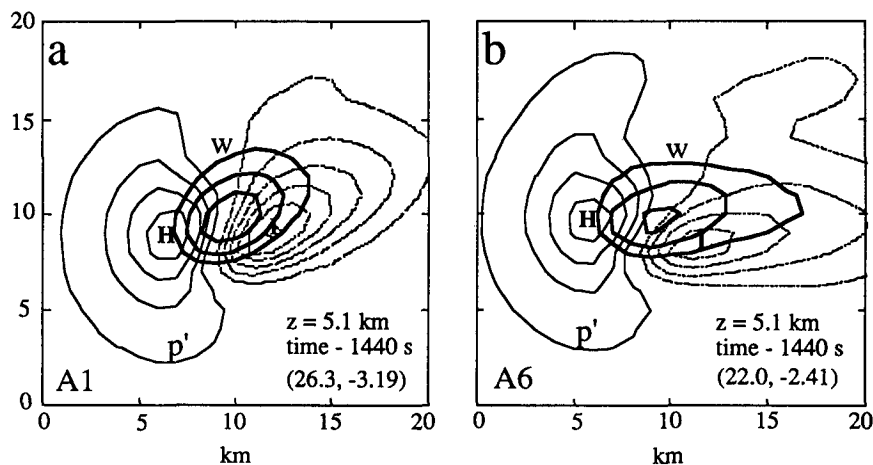 20
15
10
5
0
a
W
H
L
p'
z = 5.1 km
time - 1440 s
(26.3, -3.19)
A1
0 5 10 15 20
km
b
W
H
L
p'
z = 5.1 km
time - 1440 s
(22.0, -2.41)
A6
0 5 10 15 20
km